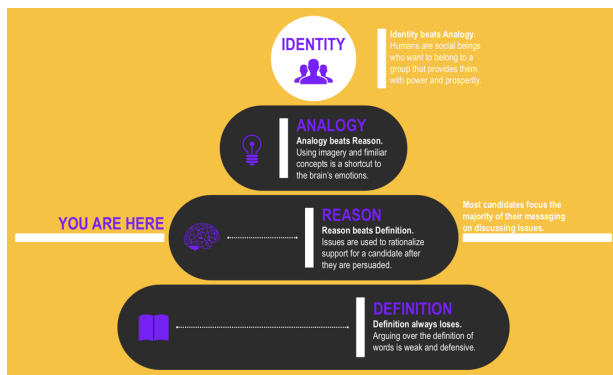 IDENTITY
Identity beats Analogy.
Humans are social beings
who want to belong to a
group that provides them
with power and prosperity.
ANALOGY
Analogy beats Reason.
Using imagery and fimiliar
concepts is a shortcut to
the brain's emotions.
YOU ARE HERE
REASON
Reason beats Definition.
Issues are used to rationalize
support for a candidate after
they are persuaded.
Most candidates focus the
majority of their messaging
on discussing issues.
DEFINITION
Definition always loses.
Arguing over the definition of
words is weak and defensive.